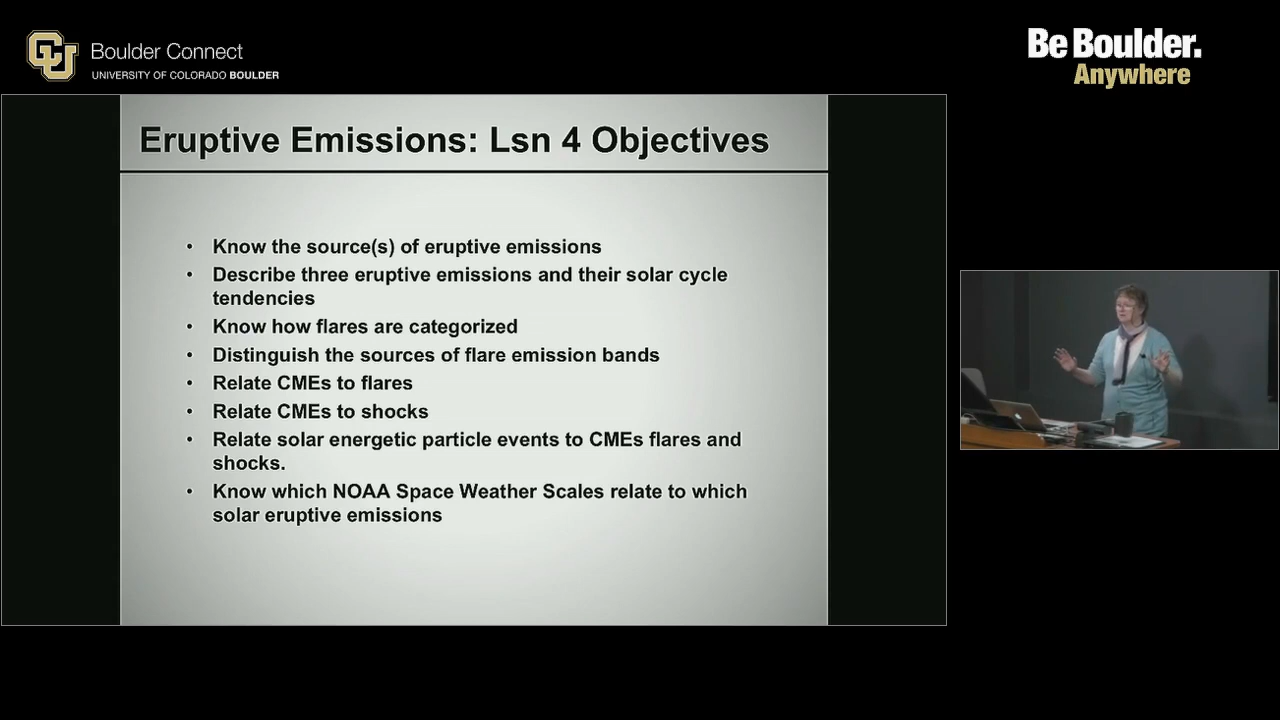 Boulder Connect
UNIVERSITY OF COLORADO BOULDER
Be Boulder.
Anywhere
Eruptive Emissions: Lsn 4 Objectives
• Know the source(s) of eruptive emissions
• Describe three eruptive emissions and their solar cycle
tendencies
• Know how flares are categorized
• Distinguish the sources of flare emission bands
• Relate CMEs to flares
• Relate CMEs to shocks
• Relate solar energetic particle events to CMEs flares and
shocks.
• Know which NOAA Space Weather Scales relate to which
solar eruptive emissions